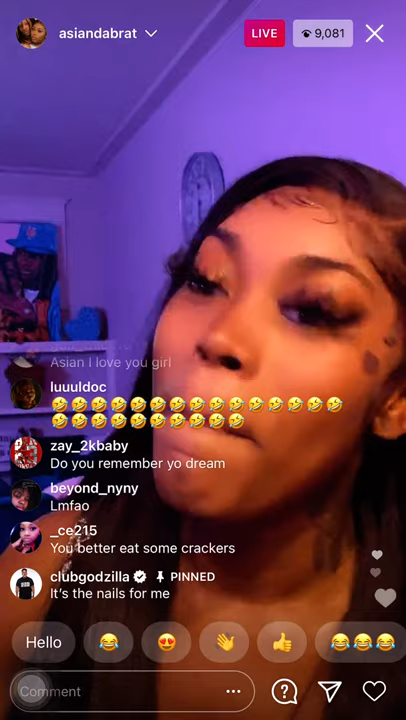 asiandabrat
LIVE
9,081
Asian I love you girl
luuuldoc
🤣🤣🤣🤣🤣🤣🤣🤣🤣🤣🤣🤣🤣🤣🤣
🤣🤣🤣🤣🤣🤣🤣🤣🤣🤣
zay_2kbaby
Do you remember yo dream
beyond_nyny
Lmfao
_ce215
You better eat some crackers
clubgodzilla PINNED
It's the nails for me
Hello 😂 😍 👋 👍 😂😂😂
Comment